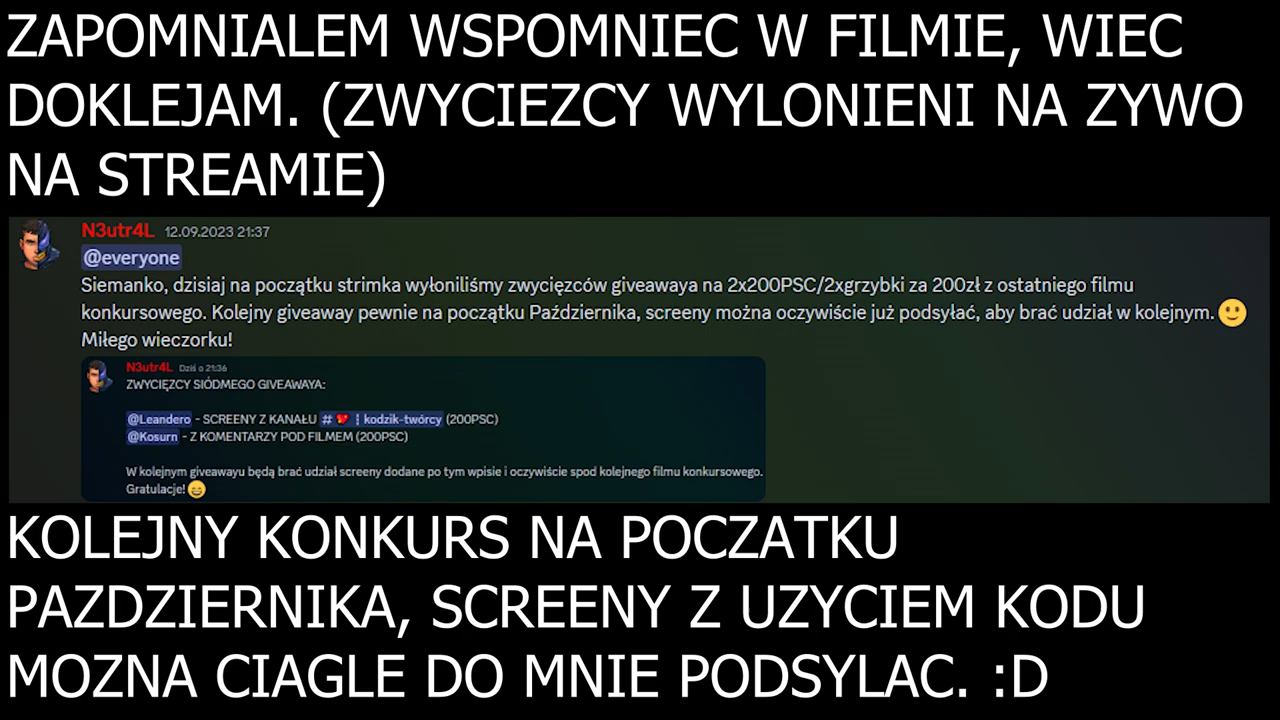 ZAPOMNIALEM WSPOMNIEC W FILMIE, WIEC
DOKLEJAM. (ZWYCIEZCY WYLONIENI NA ZYWO
NA STREAMIE)
N3utr4L 12.09.2023 21:37
@everyone
Siemanko, dzisiaj na początku strimka wyłoniliśmy zwycięzców giveawaya na 2x200PSC/2xgrzybki za 200zł z ostatniego filmu
konkursowego. Kolejny giveaway pewnie na początku Października, screeny można oczywiście już podsyłać, aby brać udział w kolejnym. 🙂
Miłego wieczorku!
N3utr4L Dziś o 21:36
ZWYCIĘZCY SIÓDMEGO GIVEAWAYA:
@Leandero - SCREENY Z KANAŁU # ❤️ ¦ kodzik-twórcy (200PSC)
@Kosurn - Z KOMENTARZY POD FILMEM (200PSC)
W kolejnym giveawayu będą brać udział screeny dodane po tym wpisie i oczywiście spod kolejnego filmu konkursowego.
Gratulacje! 😄
KOLEJNY KONKURS NA POCZATKU
PAZDZIERNIKA, SCREENY Z UZYCIEM KODU
MOZNA CIAGLE DO MNIE PODSYLAC. :D